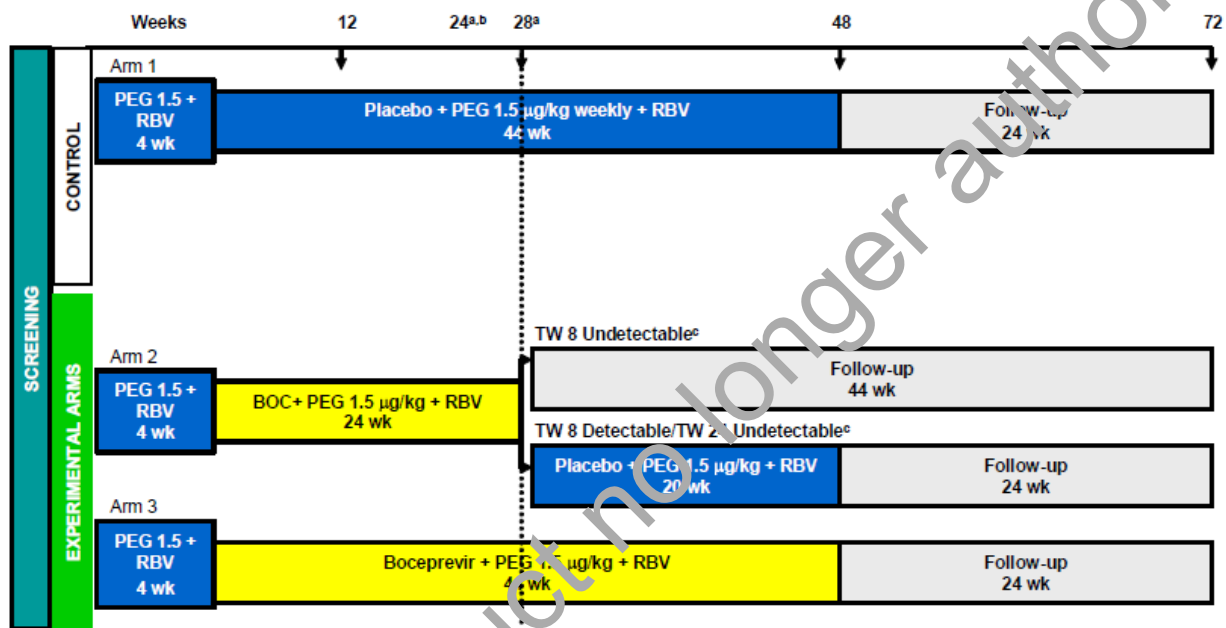 Weeks 12 24a,b 28a 48 72
SCREENING
CONTROL
Arm 1
PEG 1.5 +
RBV
4 wk
Placebo + PEG 1.5 μg/kg weekly + RBV
44 wk
Follow-up
24 wk
EXPERIMENTAL ARMS
Arm 2
PEG 1.5 +
RBV
4 wk
BOC+ PEG 1.5 μg/kg + RBV
24 wk
TW 8 Undetectablec
Follow-up
44 wk
TW 8 Detectable/TW 24 Undetectablec
Placebo + PEG 1.5 μg/kg + RBV
20 wk
Follow-up
24 wk
Arm 3
PEG 1.5 +
RBV
4 wk
Boceprevir + PEG 1.5 μg/kg + RBV
44 wk
Follow-up
24 wk
no longer